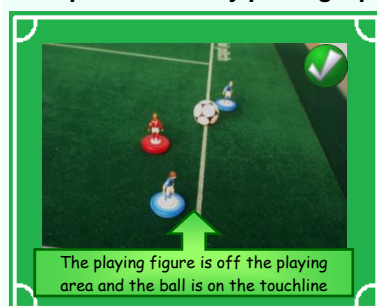 The playing figure is off the playing
area and the ball is on the touchline